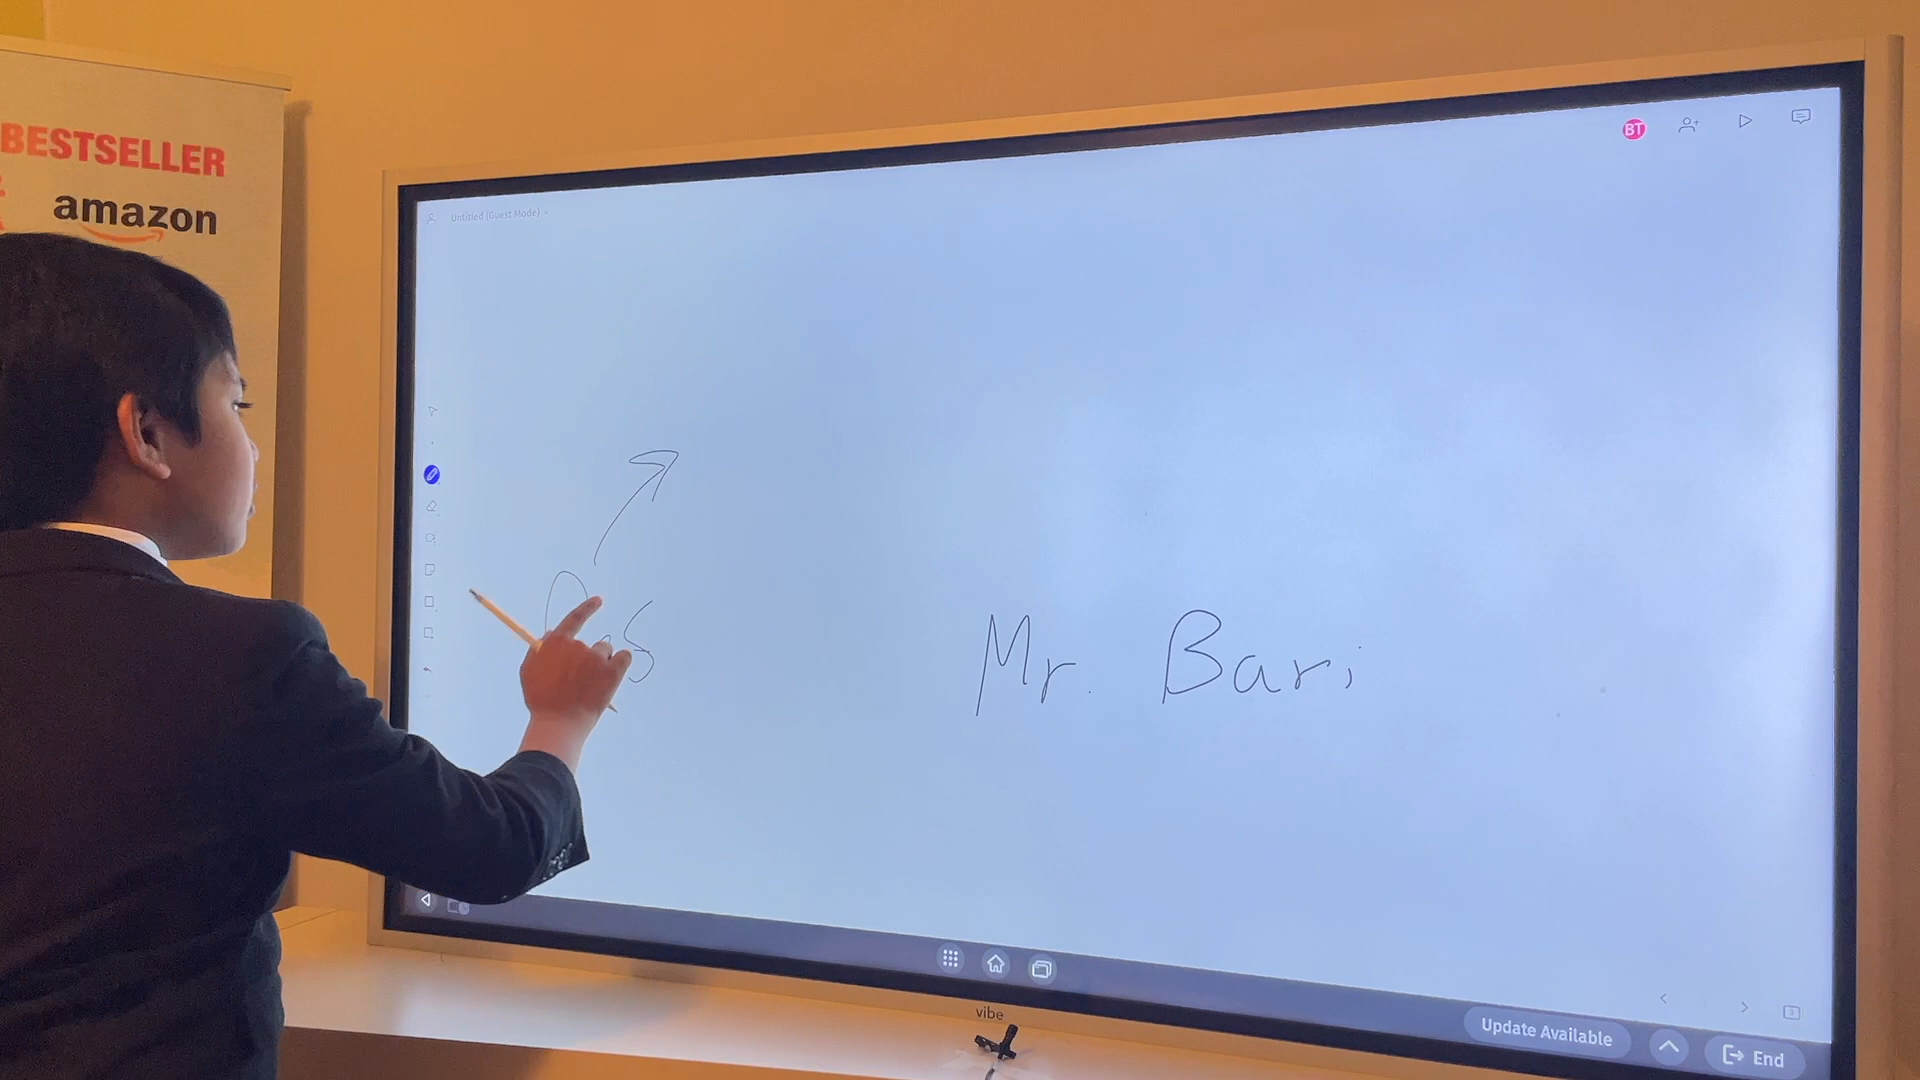 BESTSELLER
amazon
BT
Untitled (Guest Mode)
Mr. Bari
vibe
Update Available
End